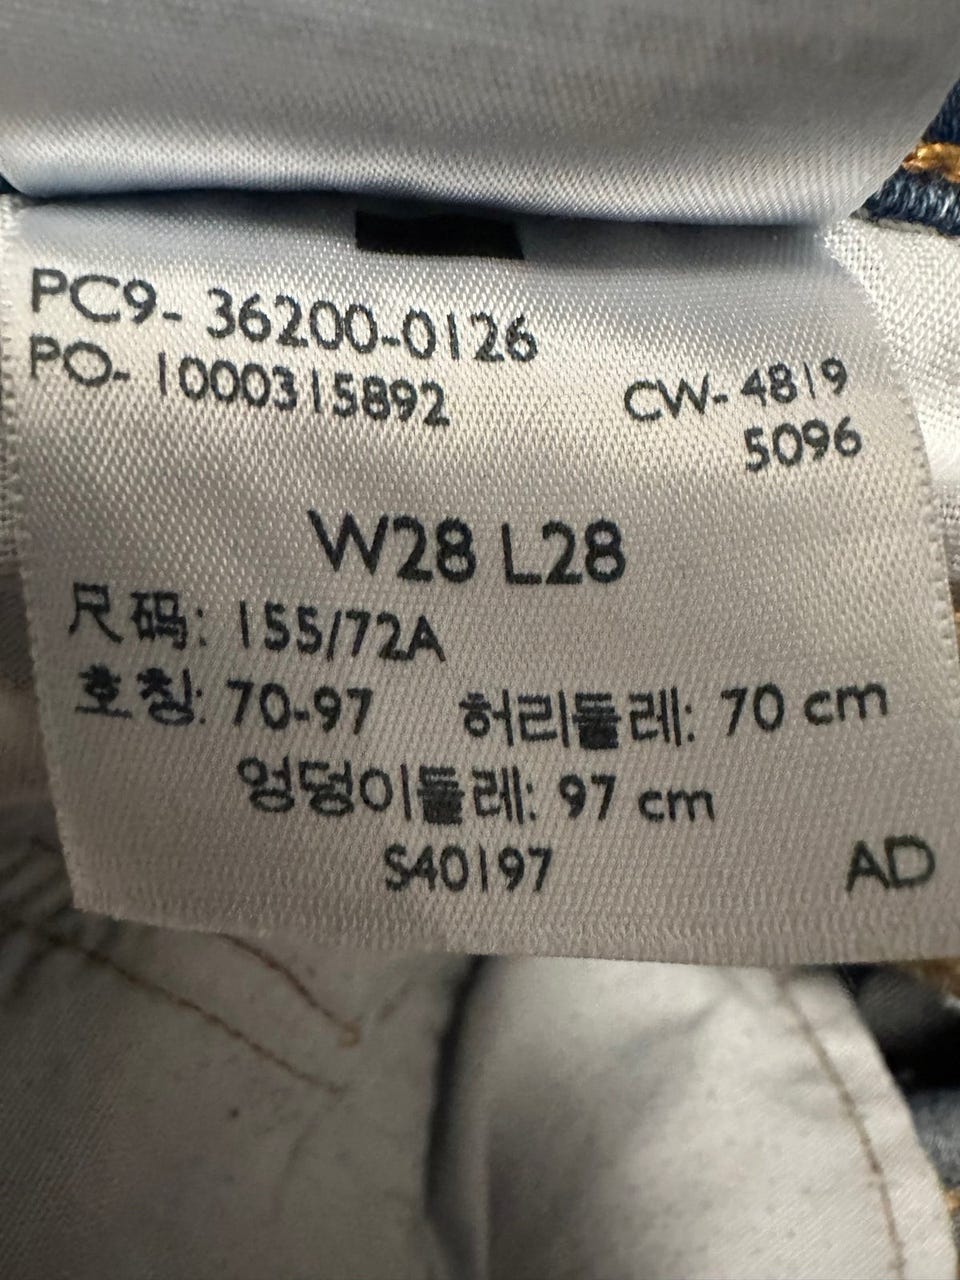 PC9- 36200-0126
PO- 1000315892
CW- 4819
5096
W28 L28
尺码: 155/72A
호칭: 70-97 허리둘레: 70 cm
엉덩이둘레: 97 cm
S40197
AD